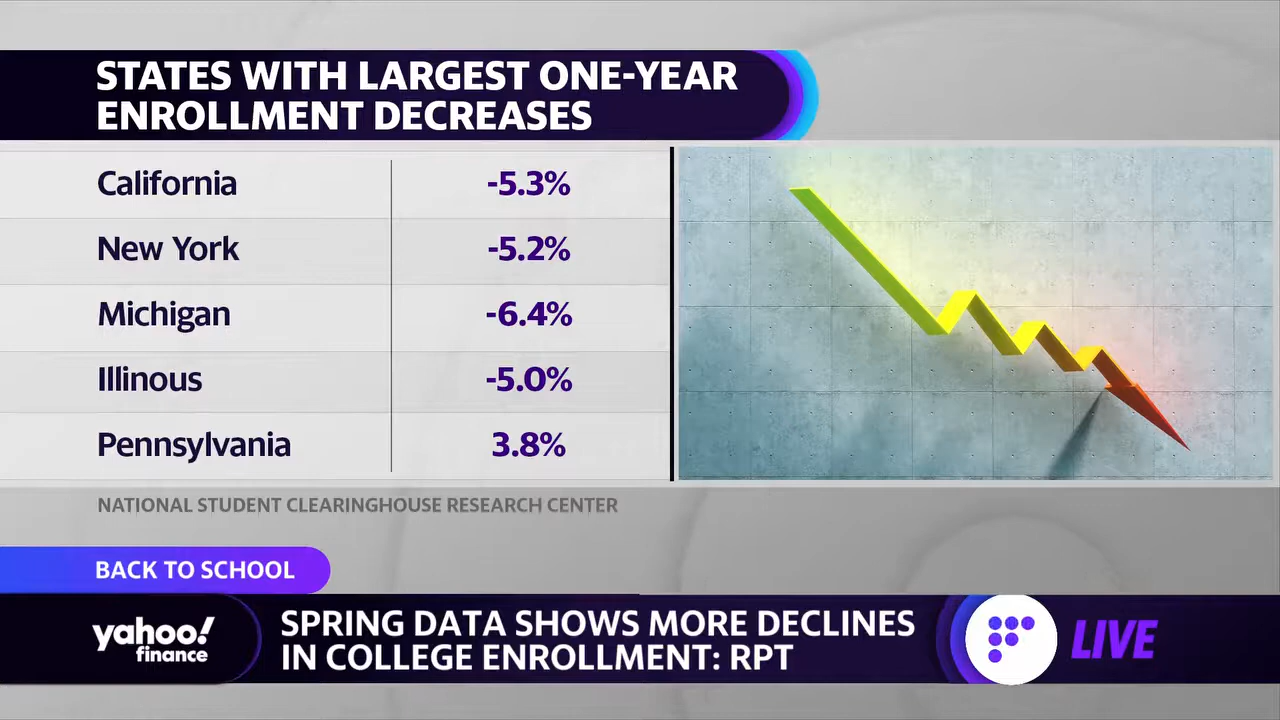 STATES WITH LARGEST ONE-YEAR
ENROLLMENT DECREASES
California -5.3%
New York -5.2%
Michigan -6.4%
Illinous -5.0%
Pennsylvania 3.8%
NATIONAL STUDENT CLEARINGHOUSE RESEARCH CENTER
BACK TO SCHOOL
yahoo!
finance
SPRING DATA SHOWS MORE DECLINES
IN COLLEGE ENROLLMENT: RPT
LIVE